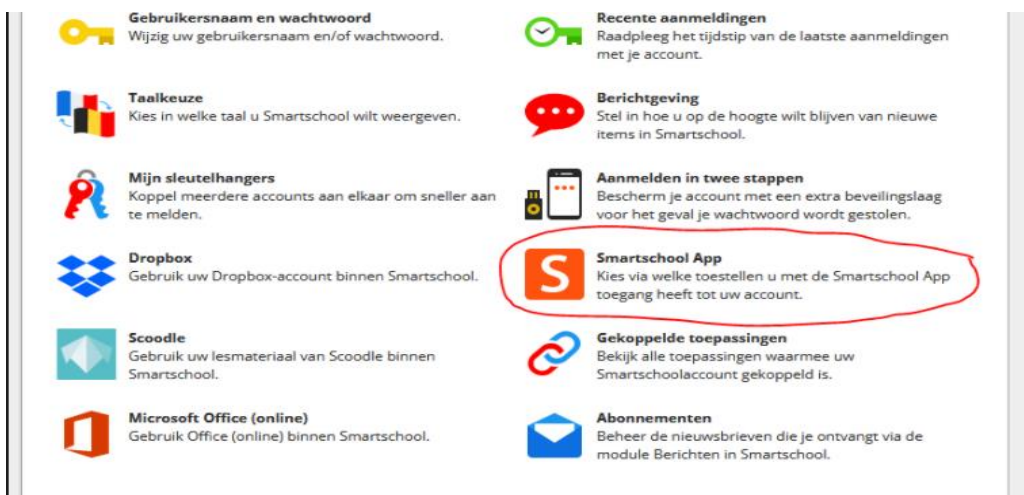 Gebruikersnaam en wachtwoord
Wijzig uw gebruikersnaam en/of wachtwoord.
Recente aanmeldingen
Raadpleeg het tijdstip van de laatste aanmeldingen
met je account.
Taalkeuze
Kies in welke taal u Smartschool wilt weergeven.
Berichtgeving
Stel in hoe u op de hoogte wilt blijven van nieuwe
items in Smartschool.
Mijn sleutelhangers
Koppel meerdere accounts aan elkaar om sneller aan
te melden.
Aanmelden in twee stappen
Bescherm je account met een extra beveilingslaag
voor het geval je wachtwoord wordt gestolen.
Dropbox
Gebruik uw Dropbox-account binnen Smartschool.
S
Smartschool App
Kies via welke toestellen u met de Smartschool App
toegang heeft tot uw account.
Scoodle
Gebruik uw lesmateriaal van Scoodle binnen
Smartschool.
Gekoppelde toepassingen
Bekijk alle toepassingen waarmee uw
Smartschoolaccount gekoppeld is.
Microsoft Office (online)
Gebruik Office (online) binnen Smartschool.
Abonnementen
Beheer de nieuwsbrieven die je ontvangt via de
module Berichten in Smartschool.